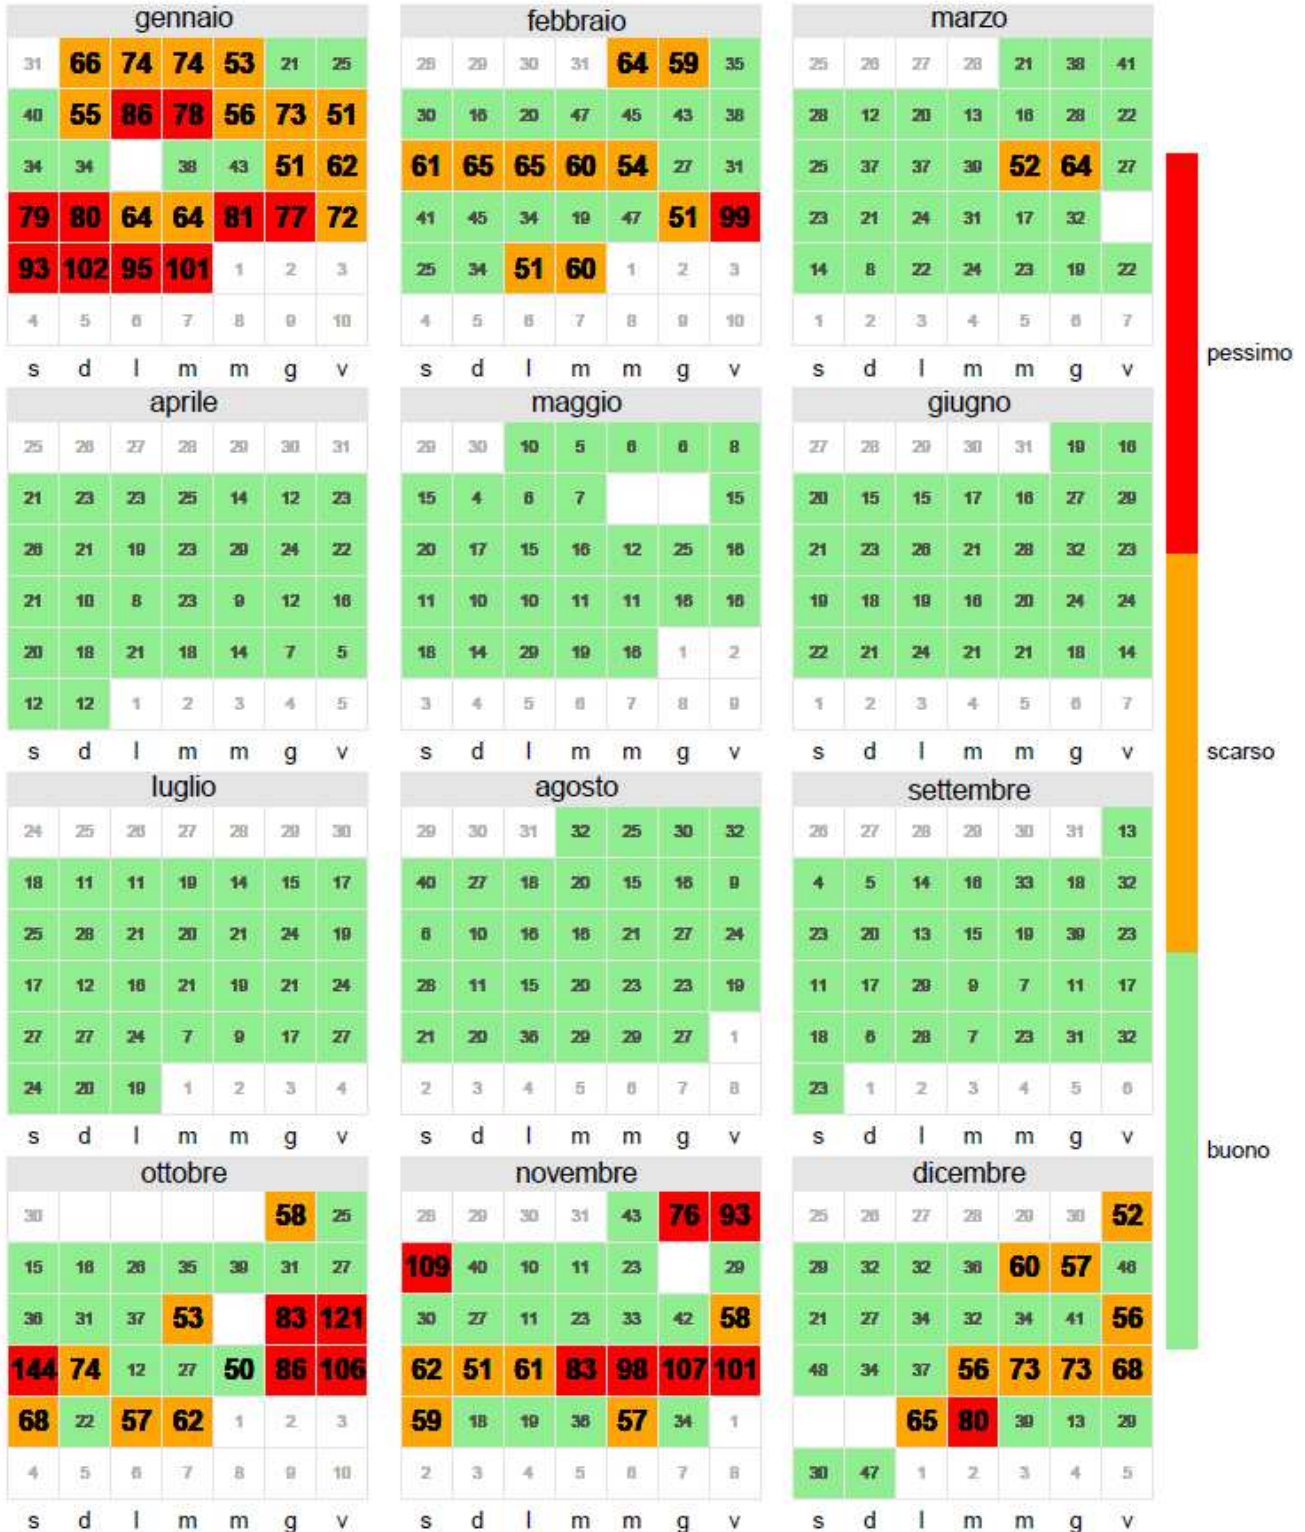 gennaio febbraio marzo
31 66 74 74 53 21 25 28 29 30 31 64 59 35 25 26 27 28 21 38 41
40 55 86 78 56 73 51 30 16 20 47 45 43 38 28 12 20 13 16 28 22
34 34 38 43 51 62 61 65 65 60 54 27 31 25 37 37 39 52 64 27
79 80 64 64 81 77 72 41 45 34 19 47 51 99 23 21 24 31 17 32
93 102 95 101 1 2 3 25 34 51 60 1 2 3 14 8 22 24 23 19 22
4 5 6 7 8 9 10 4 5 6 7 8 9 10 1 2 3 4 5 6 7
s d l m m g v s d l m m g v s d l m m g v
pessimo
aprile maggio giugno
25 26 27 28 29 30 31 29 30 10 5 6 6 8 27 28 29 30 31 19 16
21 23 23 25 14 12 23 15 4 6 7 15 20 15 15 17 16 27 29
26 21 19 23 29 24 22 20 17 15 16 12 25 16 21 23 26 21 28 32 23
21 10 8 23 9 12 16 11 10 10 11 11 16 16 19 18 19 16 20 24 24
20 18 21 18 14 7 5 18 14 29 19 16 1 2 22 21 24 21 21 18 14
12 12 1 2 3 4 5 3 4 5 6 7 8 9 1 2 3 4 5 6 7
s d l m m g v s d l m m g v s d l m m g v
scarso
luglio agosto settembre
24 25 26 27 28 29 30 29 30 31 32 25 30 32 26 27 28 29 30 31 13
18 11 11 19 14 15 17 40 27 18 20 15 16 9 4 5 14 16 33 18 32
25 28 21 20 21 24 19 6 10 16 16 21 27 24 23 20 13 15 19 39 23
17 12 16 21 19 21 24 28 11 15 20 23 23 19 11 17 29 9 7 11 17
27 27 24 7 9 17 27 21 20 36 29 29 27 1 18 6 28 7 23 31 32
24 20 19 1 2 3 4 2 3 4 5 6 7 8 23 1 2 3 4 5 6
s d l m m g v s d l m m g v s d l m m g v
buono
ottobre novembre dicembre
30 58 25 28 29 30 31 43 76 93 25 26 27 28 29 30 52
15 16 26 35 39 31 27 109 40 10 11 23 29 29 32 32 36 60 57 46
36 31 37 53 83 121 30 27 11 23 33 42 58 21 27 34 32 34 41 56
144 74 12 27 50 86 106 62 51 61 83 98 107 101 48 34 37 56 73 73 68
68 22 57 62 1 2 3 59 18 19 36 57 34 1 65 80 39 13 29
4 5 6 7 8 9 10 2 3 4 5 6 7 8 30 47 1 2 3 4 5
s d l m m g v s d l m m g v s d l m m g v